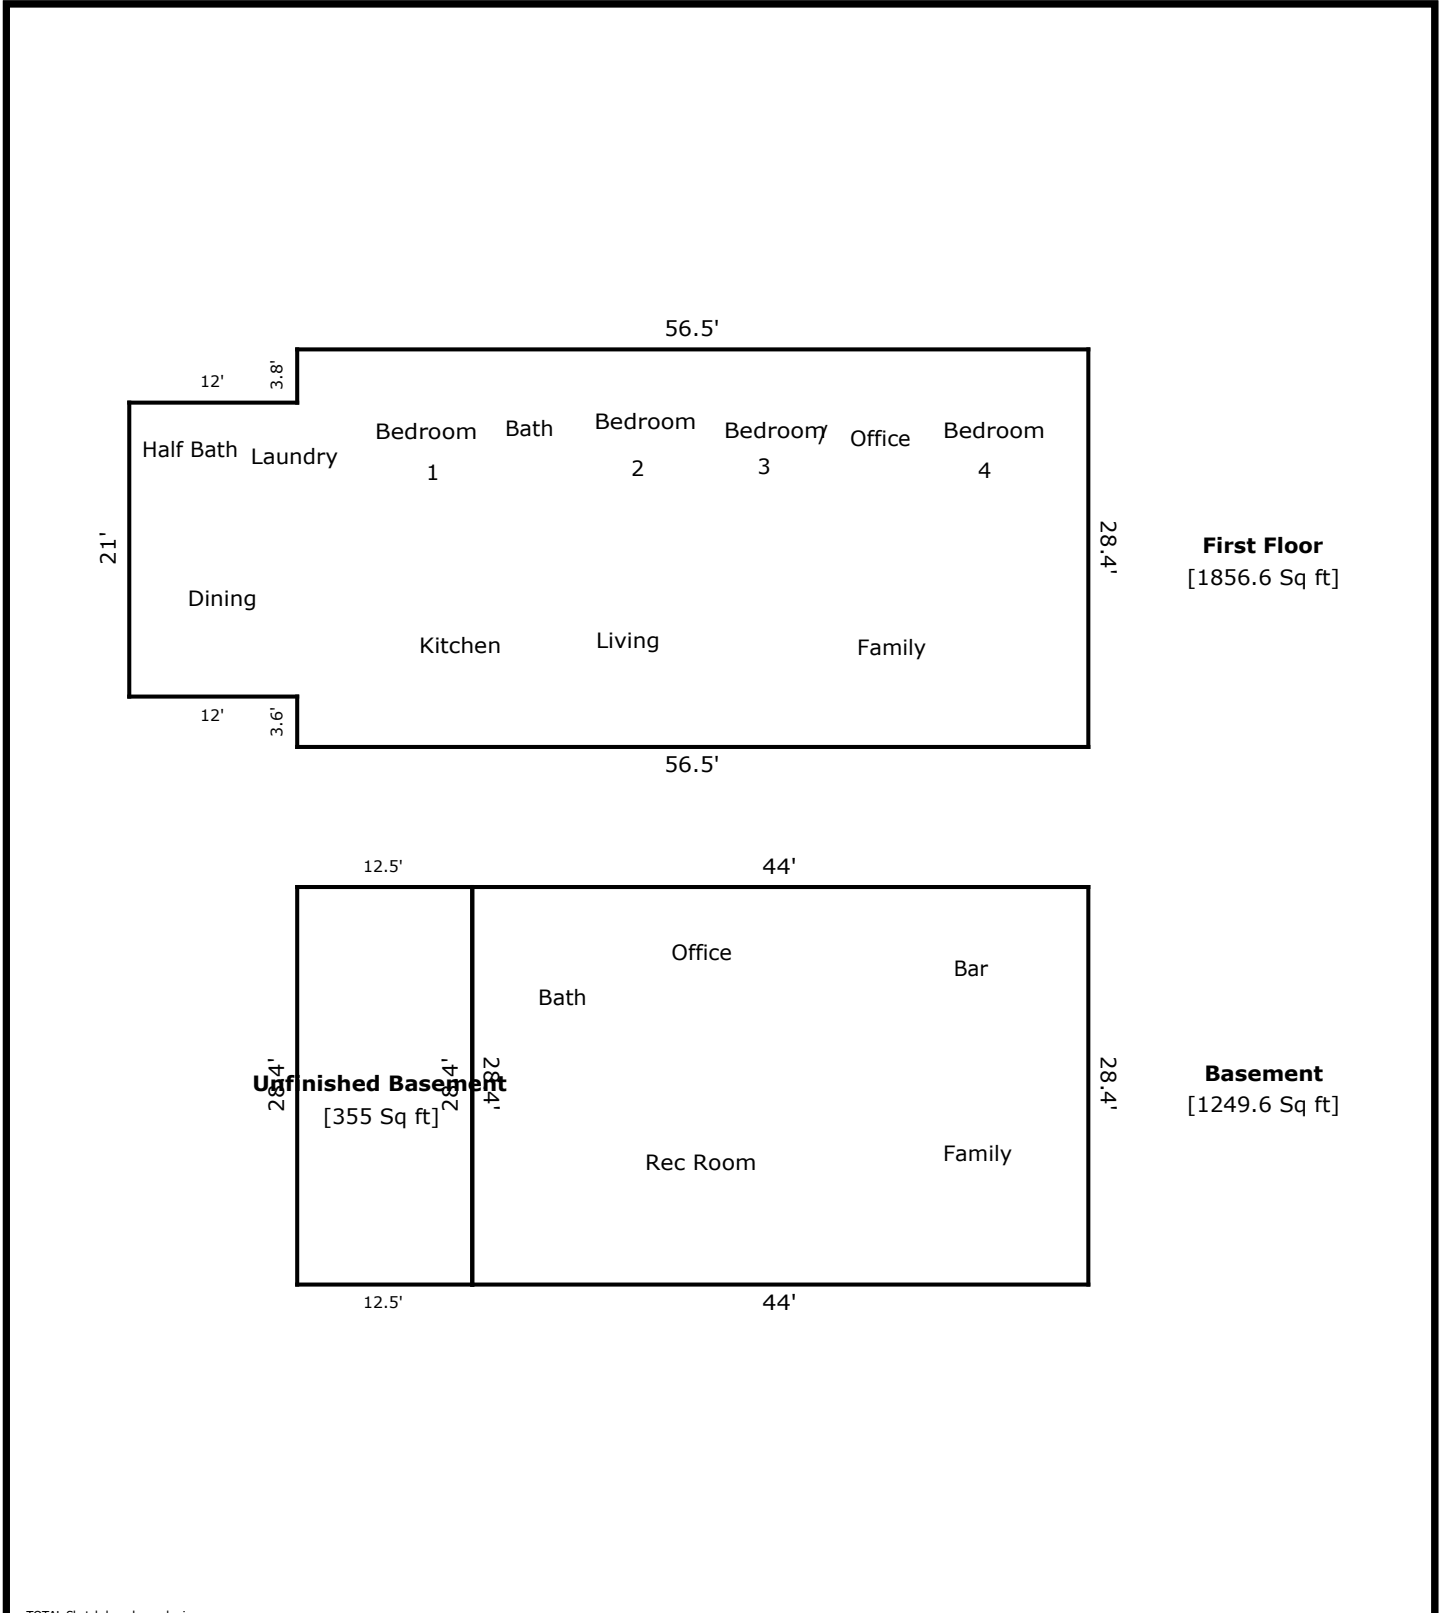 56.5'
12'
3.8'
Bedroom
1
Bath
Bedroom
2
Bedroom/
3
Office
Bedroom
4
Half Bath
Laundry
21'
28.4'
First Floor
[1856.6 Sq ft]
Dining
Kitchen
Living
Family
12'
3.6'
56.5'
12.5'
44'
Office
Bar
Bath
28.4'
Unfinished Basement
[355 Sq ft]
28.4'
28.4'
28.4'
Basement
[1249.6 Sq ft]
Rec Room
Family
12.5'
44'